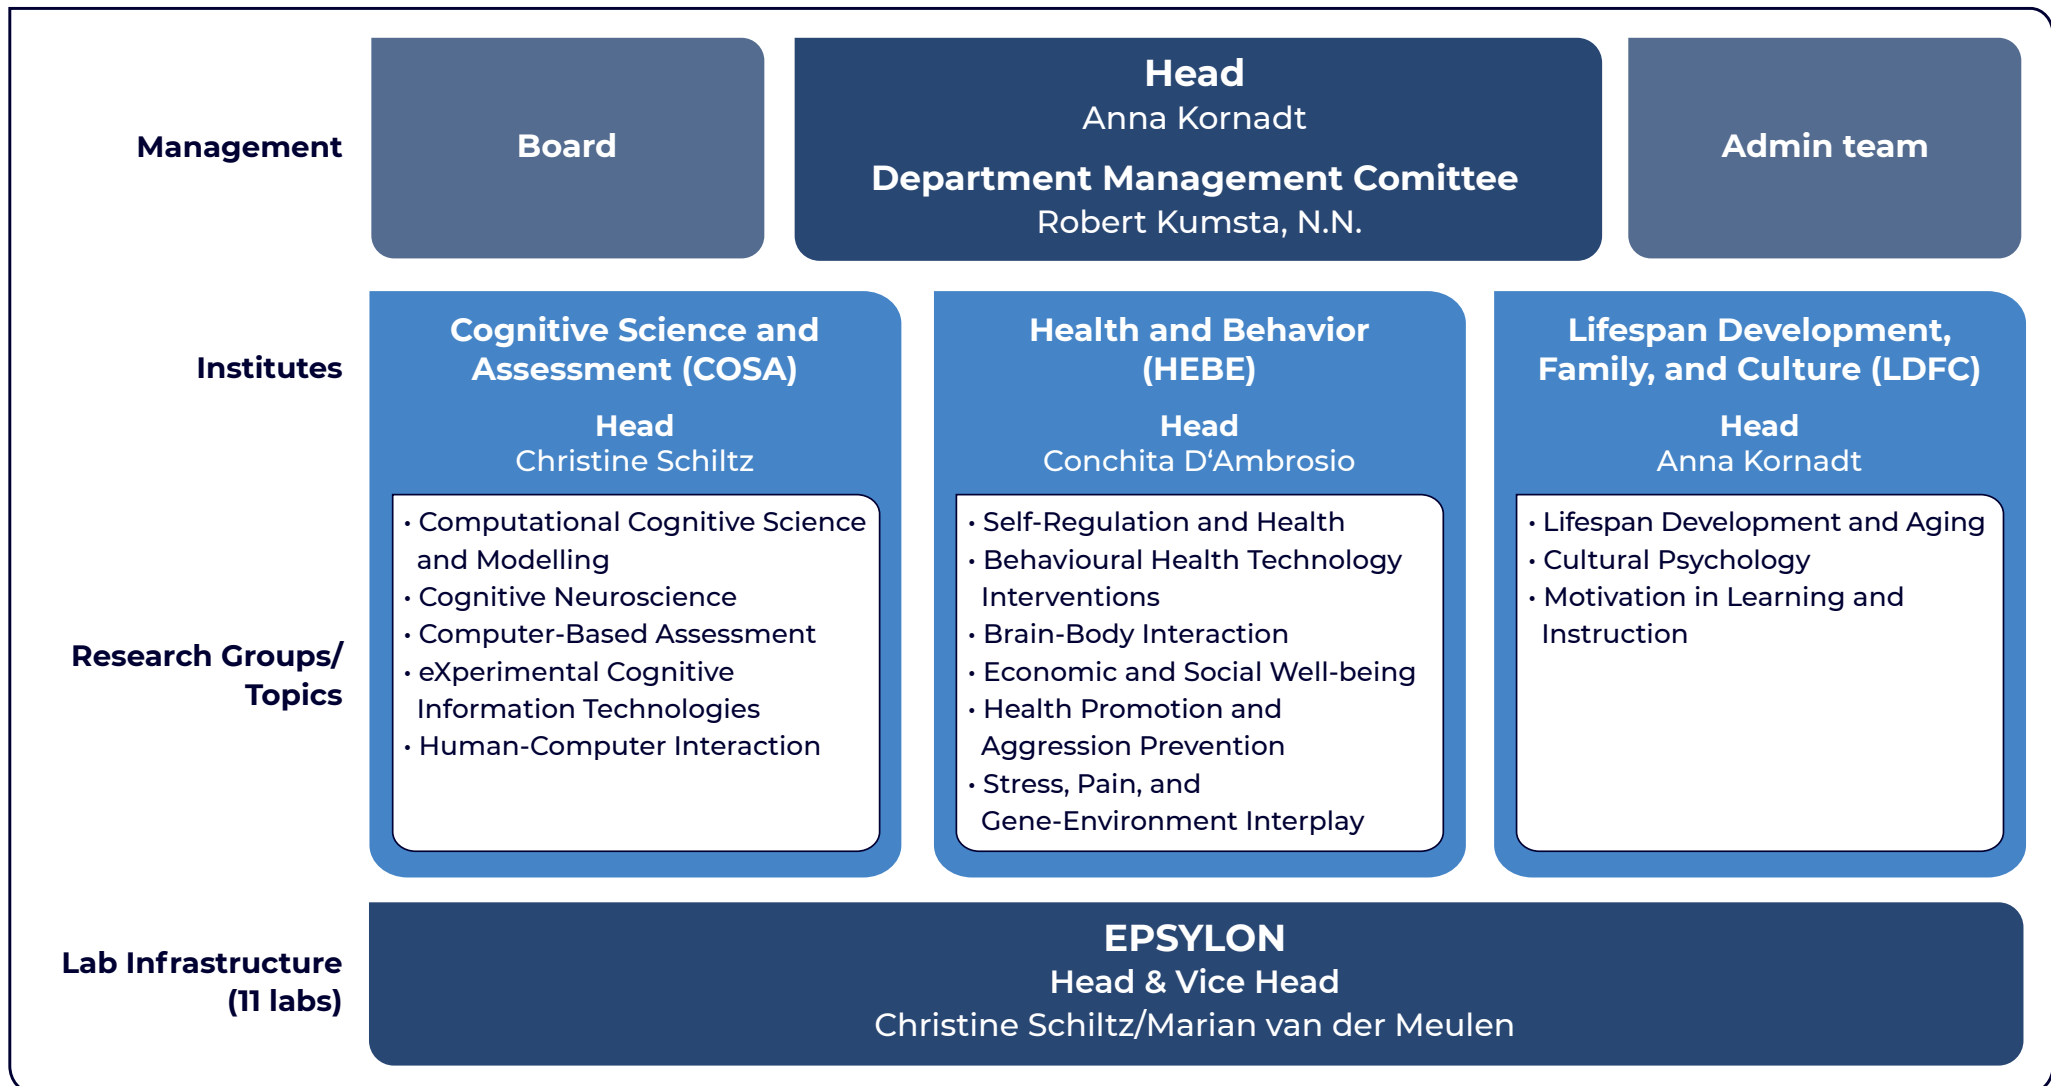 Management
Board
Head
Anna Kornadt
Department Management Comittee
Robert Kumsta, N.N.
Admin team
Institutes
Cognitive Science and
Assessment (COSA)
Head
Christine Schiltz
Health and Behavior
(HEBE)
Head
Conchita D‘Ambrosio
Lifespan Development,
Family, and Culture (LDFC)
Head
Anna Kornadt
Research Groups/
Topics
· Computational Cognitive Science
and Modelling
· Cognitive Neuroscience
· Computer-Based Assessment
· eXperimental Cognitive
Information Technologies
· Human-Computer Interaction
· Self-Regulation and Health
· Behavioural Health Technology
Interventions
· Brain-Body Interaction
· Economic and Social Well-being
· Health Promotion and
Aggression Prevention
· Stress, Pain, and
Gene-Environment Interplay
· Lifespan Development and Aging
· Cultural Psychology
· Motivation in Learning and
Instruction
Lab Infrastructure
(11 labs)
EPSYLON
Head & Vice Head
Christine Schiltz/Marian van der Meulen